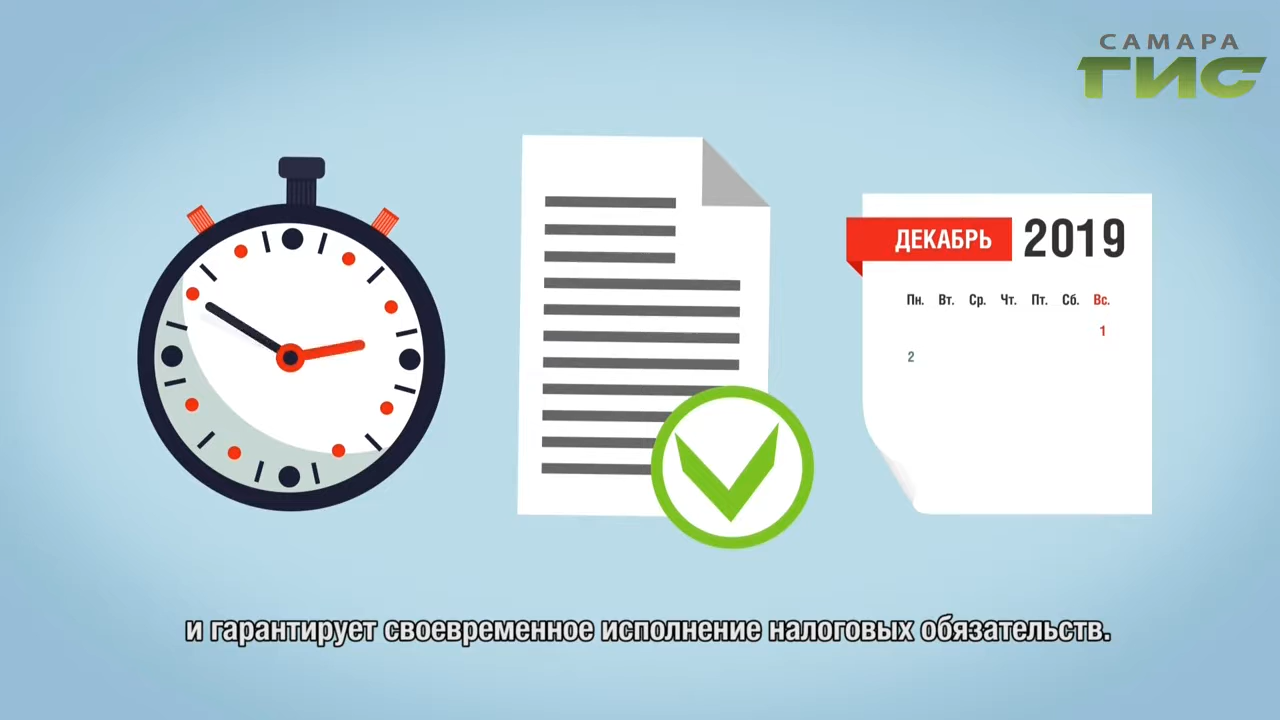 САМАРА
ГИС
ДЕКАБРЬ 2019
Пн. Вт. Ср. Чт. Пт. Сб. Вс.
1
2
и гарантирует своевременное исполнение налоговых обязательств.